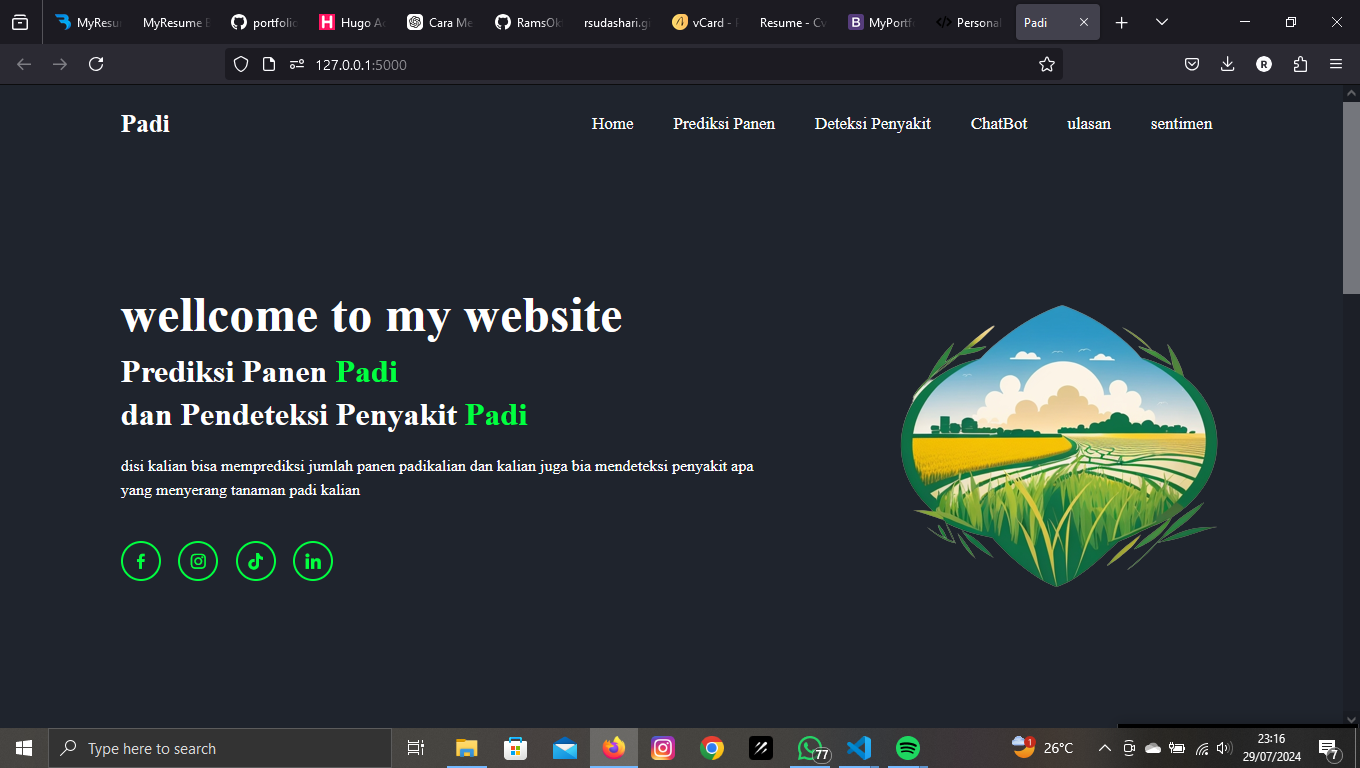 MyResu
MyResume B
portfolio
Hugo Ac
Cara Me
RamsOk
rsudashari.gi
vCard - P
Resume - Cv
MyPortf
Personal
Padi
127.0.0.1:5000
Padi
Home
Prediksi Panen
Deteksi Penyakit
ChatBot
ulasan
sentimen
wellcome to my website
Prediksi Panen Padi
dan Pendeteksi Penyakit Padi
disi kalian bisa memprediksi jumlah panen padikalian dan kalian juga bia mendeteksi penyakit apa
yang menyerang tanaman padi kalian
Type here to search
77
1
26°C
23:16
29/07/2024
7